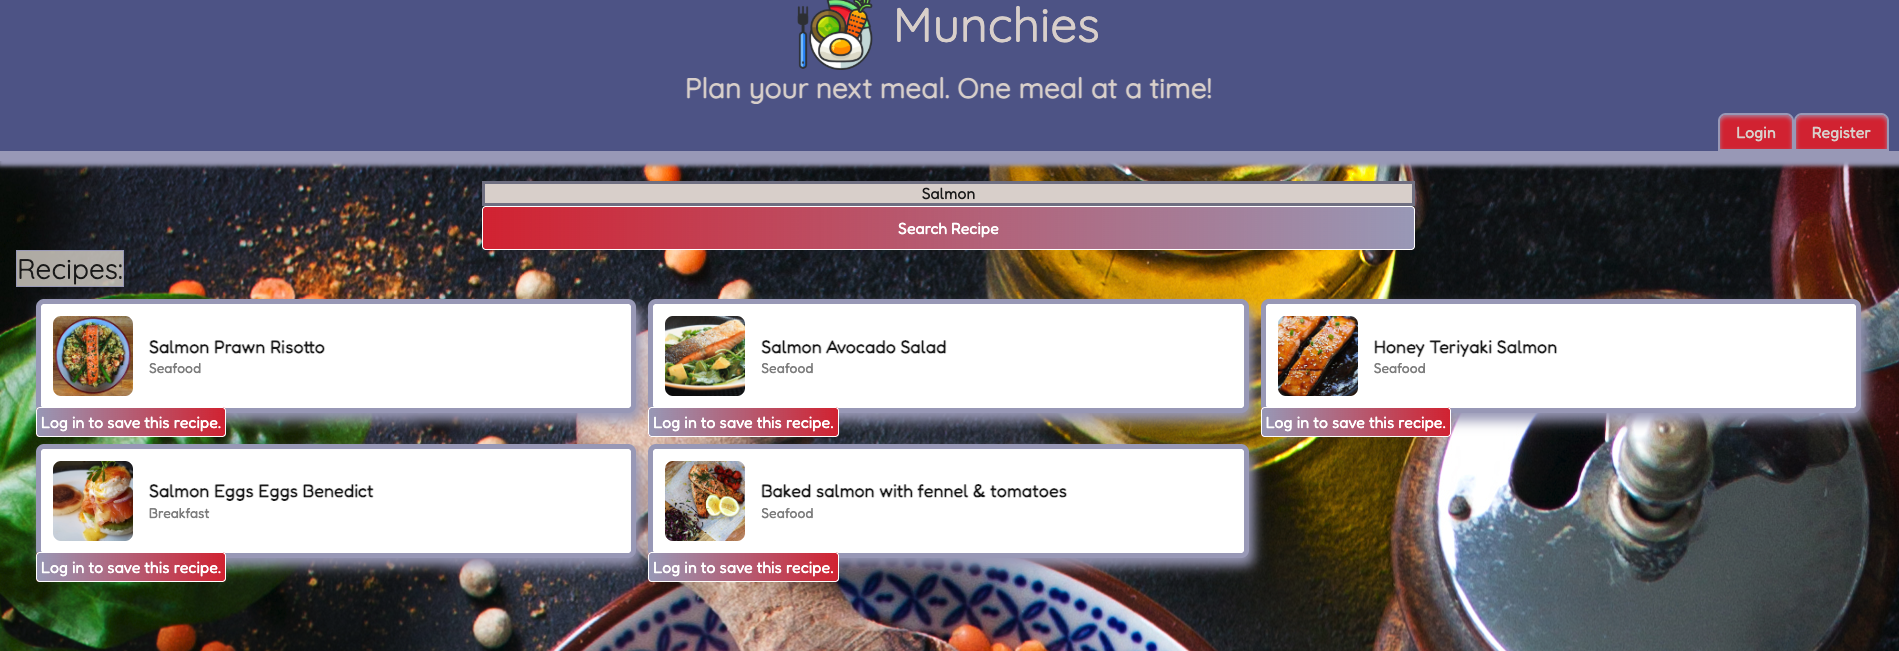 Munchies
Plan your next meal. One meal at a time!
Login
Register
Salmon
Search Recipe
Recipes:
Salmon Prawn Risotto
Seafood
Log in to save this recipe.
Salmon Avocado Salad
Seafood
Log in to save this recipe.
Honey Teriyaki Salmon
Seafood
Log in to save this recipe.
Salmon Eggs Eggs Benedict
Breakfast
Log in to save this recipe.
Baked salmon with fennel & tomatoes
Seafood
Log in to save this recipe.